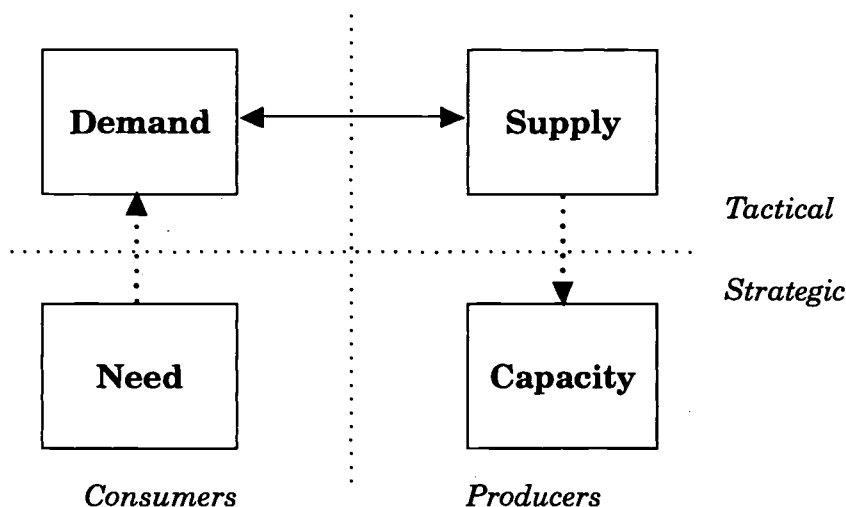 Demand
Supply
Tactical
Strategic
Need
Capacity
Consumers
Producers